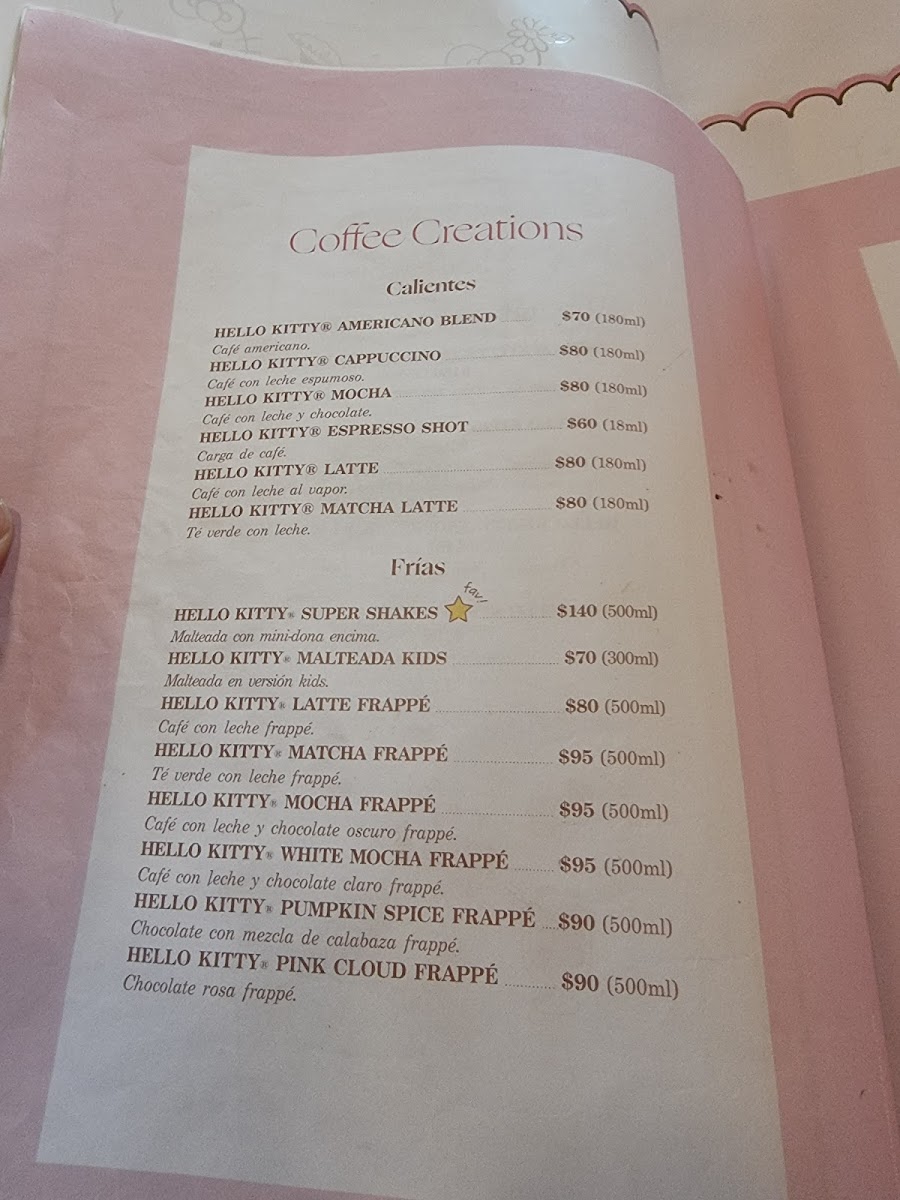 Coffee Creations
Calientes
HELLO KITTY® AMERICANO BLEND $70 (180ml)
Café americano.
HELLO KITTY® CAPPUCCINO $80 (180ml)
Café con leche espumoso.
HELLO KITTY® MOCHA $80 (180ml)
Café con leche y chocolate.
HELLO KITTY® ESPRESSO SHOT $60 (18ml)
Carga de café.
HELLO KITTY® LATTE $80 (180ml)
Café con leche al vapor.
HELLO KITTY® MATCHA LATTE $80 (180ml)
Té verde con leche.
Frías
HELLO KITTY® SUPER SHAKES fav! $140 (500ml)
Malteada con mini-dona encima.
HELLO KITTY® MALTEADA KIDS $70 (300ml)
Malteada en versión kids.
HELLO KITTY® LATTE FRAPPÉ $80 (500ml)
Café con leche frappé.
HELLO KITTY® MATCHA FRAPPÉ $95 (500ml)
Té verde con leche frappé.
HELLO KITTY® MOCHA FRAPPÉ $95 (500ml)
Café con leche y chocolate oscuro frappé.
HELLO KITTY® WHITE MOCHA FRAPPÉ $95 (500ml)
Café con leche y chocolate claro frappé.
HELLO KITTY® PUMPKIN SPICE FRAPPÉ $90 (500ml)
Chocolate con mezcla de calabaza frappé.
HELLO KITTY® PINK CLOUD FRAPPÉ $90 (500ml)
Chocolate rosa frappé.